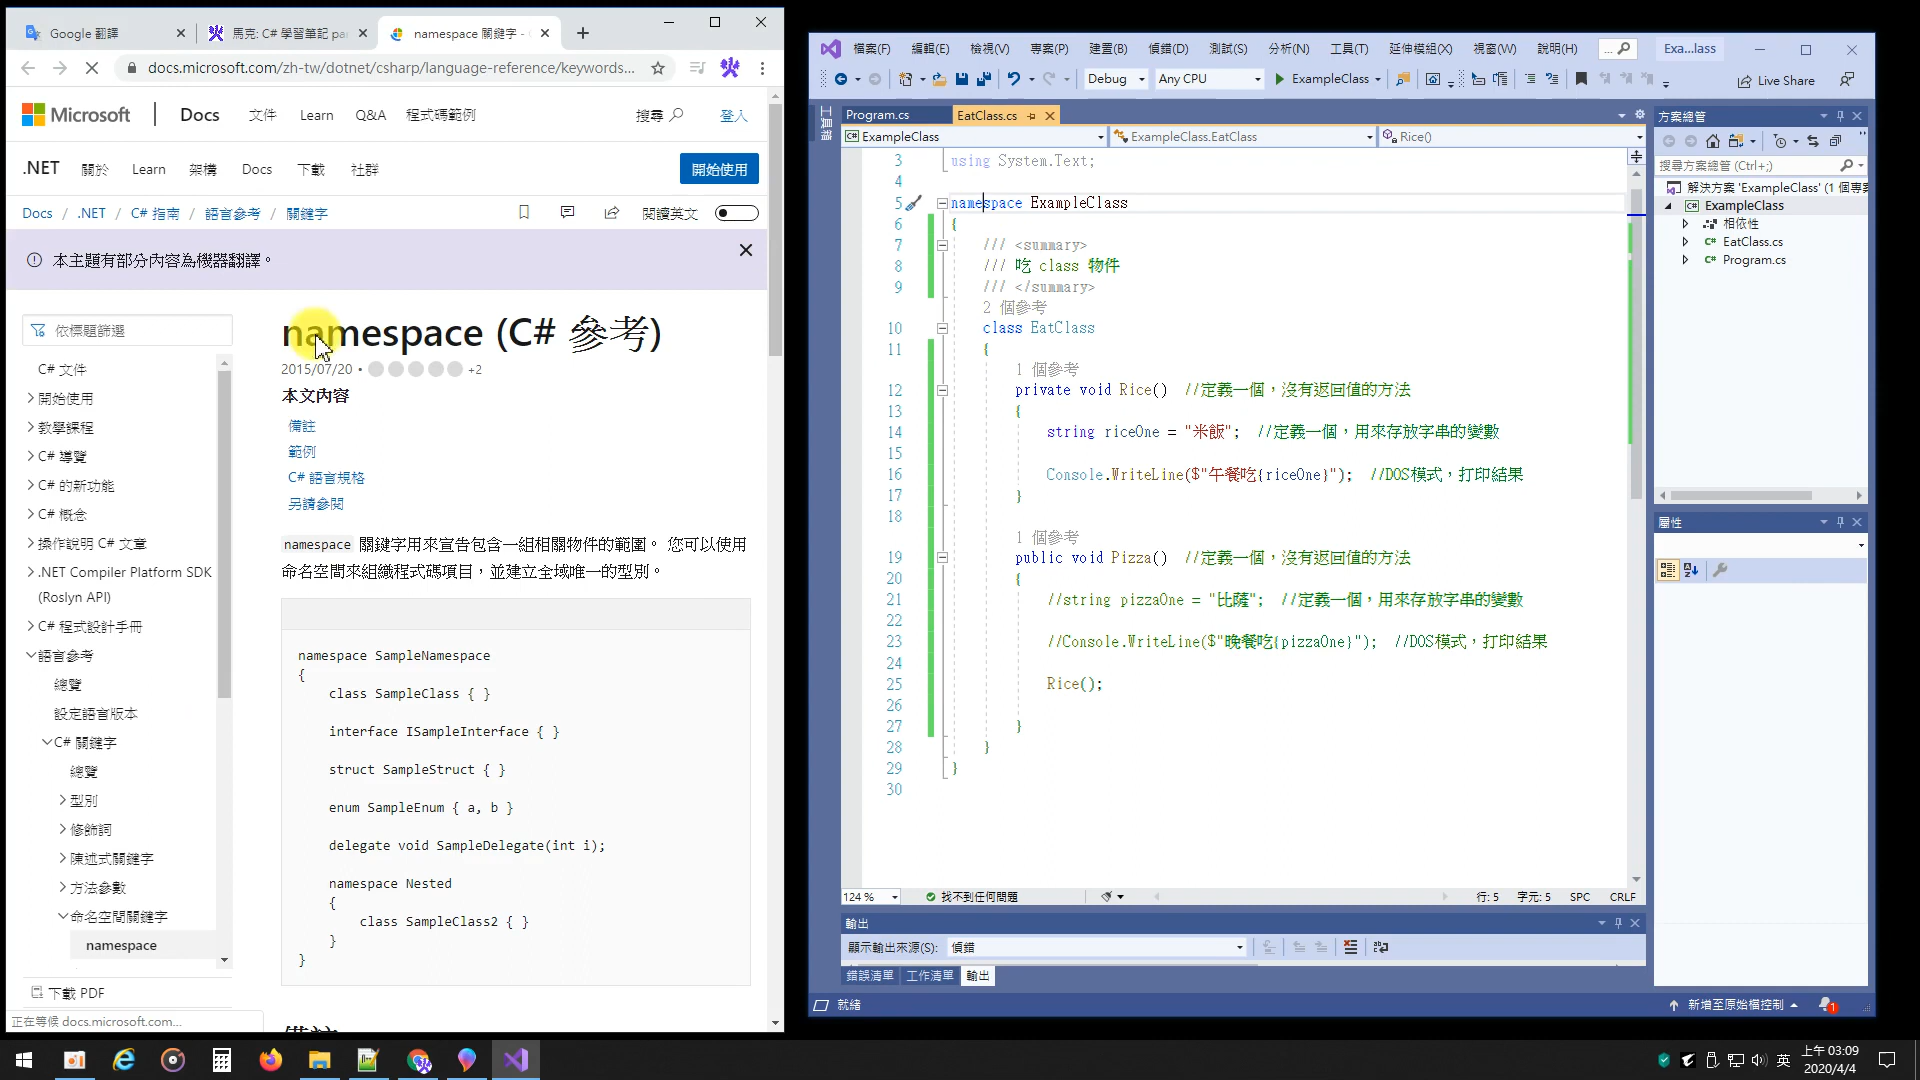 Google 翻譯
馬克: C# 學習筆記 pa
namespace 關鍵字 -
docs.microsoft.com/zh-tw/dotnet/csharp/language-reference/keywords...
Microsoft
Docs
文件
Learn
Q&A
程式碼範例
搜尋
登入
.NET
關於
Learn
架構
Docs
下載
社群
開始使用
Docs / .NET / C# 指南 / 語言參考 / 關鍵字
閱讀英文
本主題有部分內容為機器翻譯。
依標題篩選
C# 文件
開始使用
教學課程
C# 導覽
C# 的新功能
C# 概念
操作說明 C# 文章
.NET Compiler Platform SDK
(Roslyn API)
C# 程式設計手冊
語言參考
總覽
設定語言版本
C# 關鍵字
總覽
型別
修飾詞
陳述式關鍵字
方法參數
命名空間關鍵字
namespace
下載 PDF
正在等候 docs.microsoft.com...
namespace (C# 參考)
2015/07/20 •
+2
本文內容
備註
範例
C# 語言規格
另請參閱
namespace 關鍵字用來宣告包含一組相關物件的範圍。 您可以使用
命名空間來組織程式碼項目，並建立全域唯一的型別。
namespace SampleNamespace
{
class SampleClass { }
interface ISampleInterface { }
struct SampleStruct { }
enum SampleEnum { a, b }
delegate void SampleDelegate(int i);
namespace Nested
{
class SampleClass2 { }
}
}
檔案(F)
編輯(E)
檢視(V)
專案(P)
建置(B)
偵錯(D)
測試(S)
分析(N)
工具(T)
延伸模組(X)
視窗(W)
說明(H)
...
Exa...lass
Debug
Any CPU
ExampleClass
Live Share
工具箱
Program.cs
EatClass.cs
ExampleClass
ExampleClass.EatClass
Rice()
3 using System.Text;
4
5 namespace ExampleClass
6 {
7 /// <summary>
8 /// 吃 class 物件
9 /// </summary>
2 個參考
10 class EatClass
11 {
1 個參考
12 private void Rice() //定義一個，沒有返回值的方法
13 {
14 string riceOne = "米飯"; //定義一個，用來存放字串的變數
15
16 Console.WriteLine($"午餐吃{riceOne}"); //DOS模式，打印結果
17 }
18
1 個參考
19 public void Pizza() //定義一個，沒有返回值的方法
20 {
21 //string pizzaOne = "比薩"; //定義一個，用來存放字串的變數
22
23 //Console.WriteLine($"晚餐吃{pizzaOne}"); //DOS模式，打印結果
24
25 Rice();
26
27 }
28 }
29 }
30
124 %
找不到任何問題
行: 5
字元: 5
SPC
CRLF
輸出
顯示輸出來源(S):
偵錯
錯誤清單
工作清單
輸出
就緒
新增至原始檔控制
1
方案總管
搜尋方案總管 (Ctrl+;)
解決方案 'ExampleClass' (1 個專案
ExampleClass
相依性
EatClass.cs
Program.cs
屬性
英
上午 03:09
2020/4/4